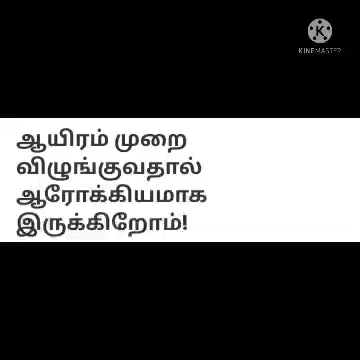 KINEMASTER
ஆயிரம் முறை
விழுங்குவதால்
ஆரோக்கியமாக
இருக்கிறோம்!